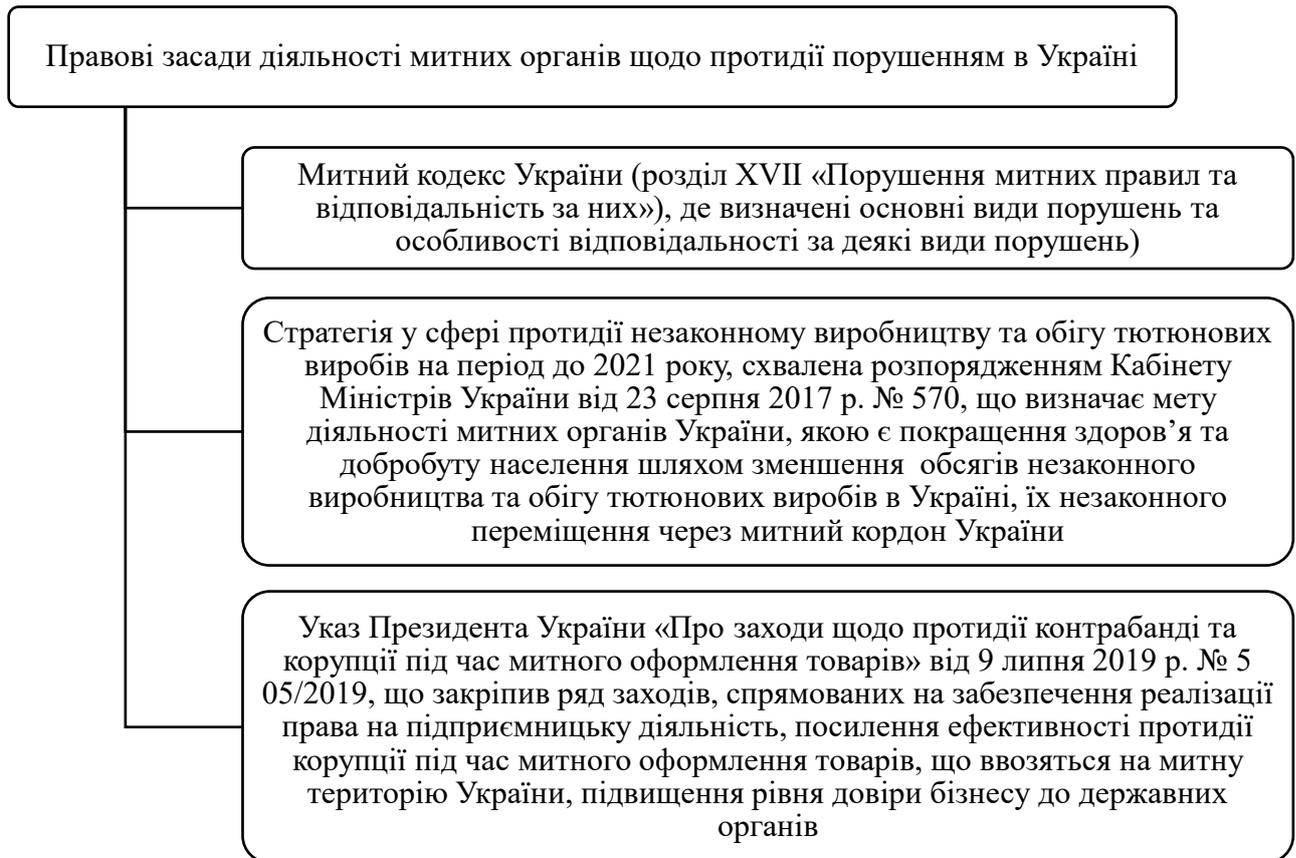 Правові засади діяльності митних органів щодо протидії порушенням в Україні
Митний кодекс України (розділ XVII «Порушення митних правил та
відповідальність за них»), де визначені основні види порушень та
особливості відповідальності за деякі види порушень)
Стратегія у сфері протидії незаконному виробництву та обігу тютюнових
виробів на період до 2021 року, схвалена розпорядженням Кабінету
Міністрів України від 23 серпня 2017 р. № 570, що визначає мету
діяльності митних органів України, якою є покращення здоров’я та
добробуту населення шляхом зменшення  обсягів незаконного
виробництва та обігу тютюнових виробів в Україні, їх незаконного
переміщення через митний кордон України
Указ Президента України «Про заходи щодо протидії контрабанді та
корупції під час митного оформлення товарів» від 9 липня 2019 р. № 5
05/2019, що закріпив ряд заходів, спрямованих на забезпечення реалізації
права на підприємницьку діяльність, посилення ефективності протидії
корупції під час митного оформлення товарів, що ввозяться на митну
територію України, підвищення рівня довіри бізнесу до державних
органів